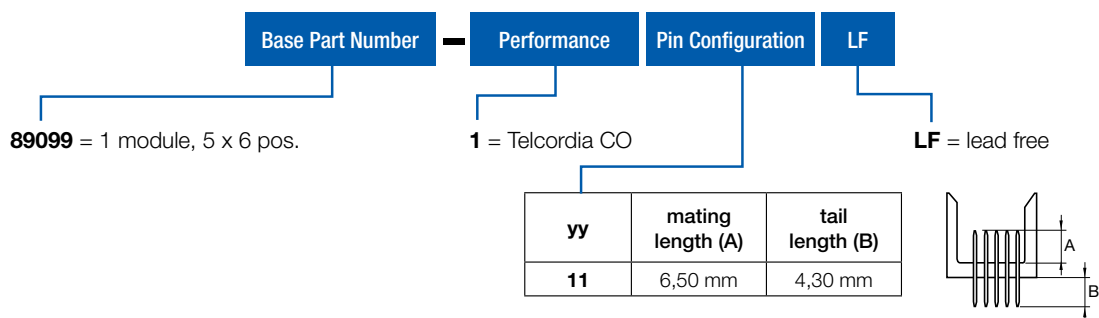 Base Part Number – Performance Pin Configuration LF
89099 = 1 module, 5 x 6 pos.
1 = Telcordia CO
LF = lead free
yy
mating
length (A)
tail
length (B)
11
6,50 mm
4,30 mm
A
B